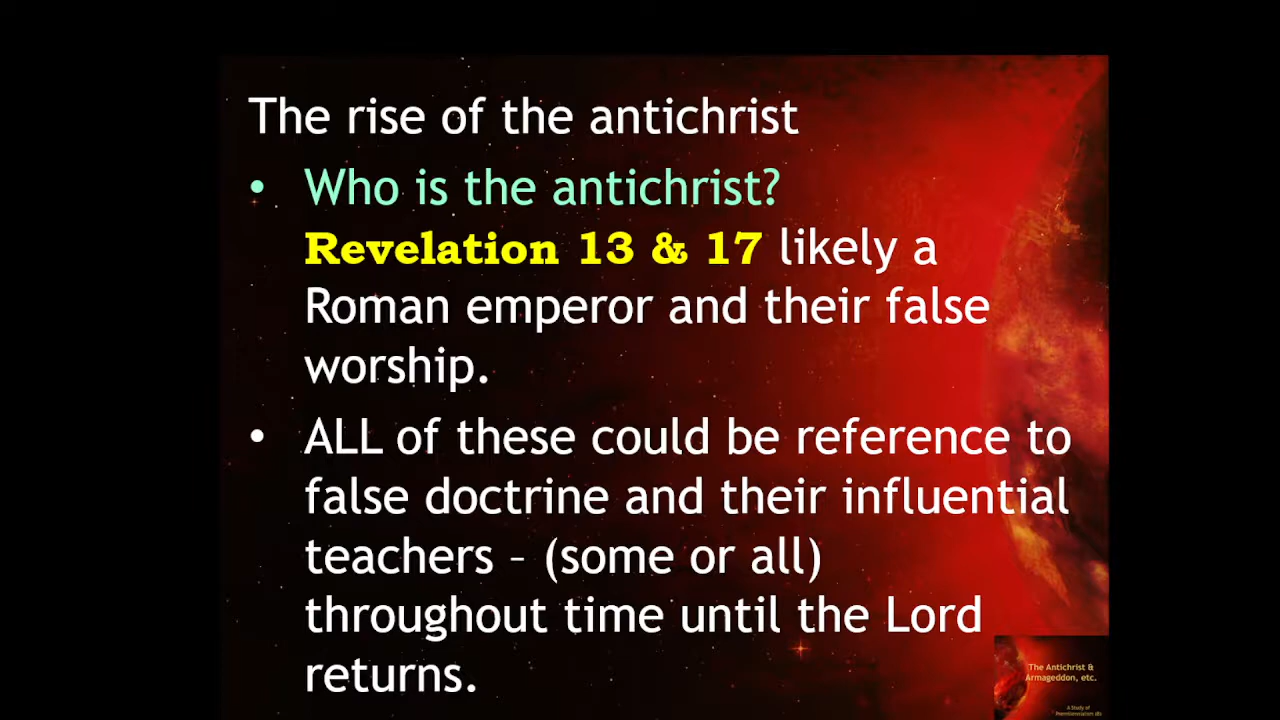 The rise of the antichrist
• Who is the antichrist?
Revelation 13 & 17 likely a
Roman emperor and their false
worship.
• ALL of these could be reference to
false doctrine and their influential
teachers – (some or all)
throughout time until the Lord
returns.
The Antichrist &
Armageddon, etc.
A Study of